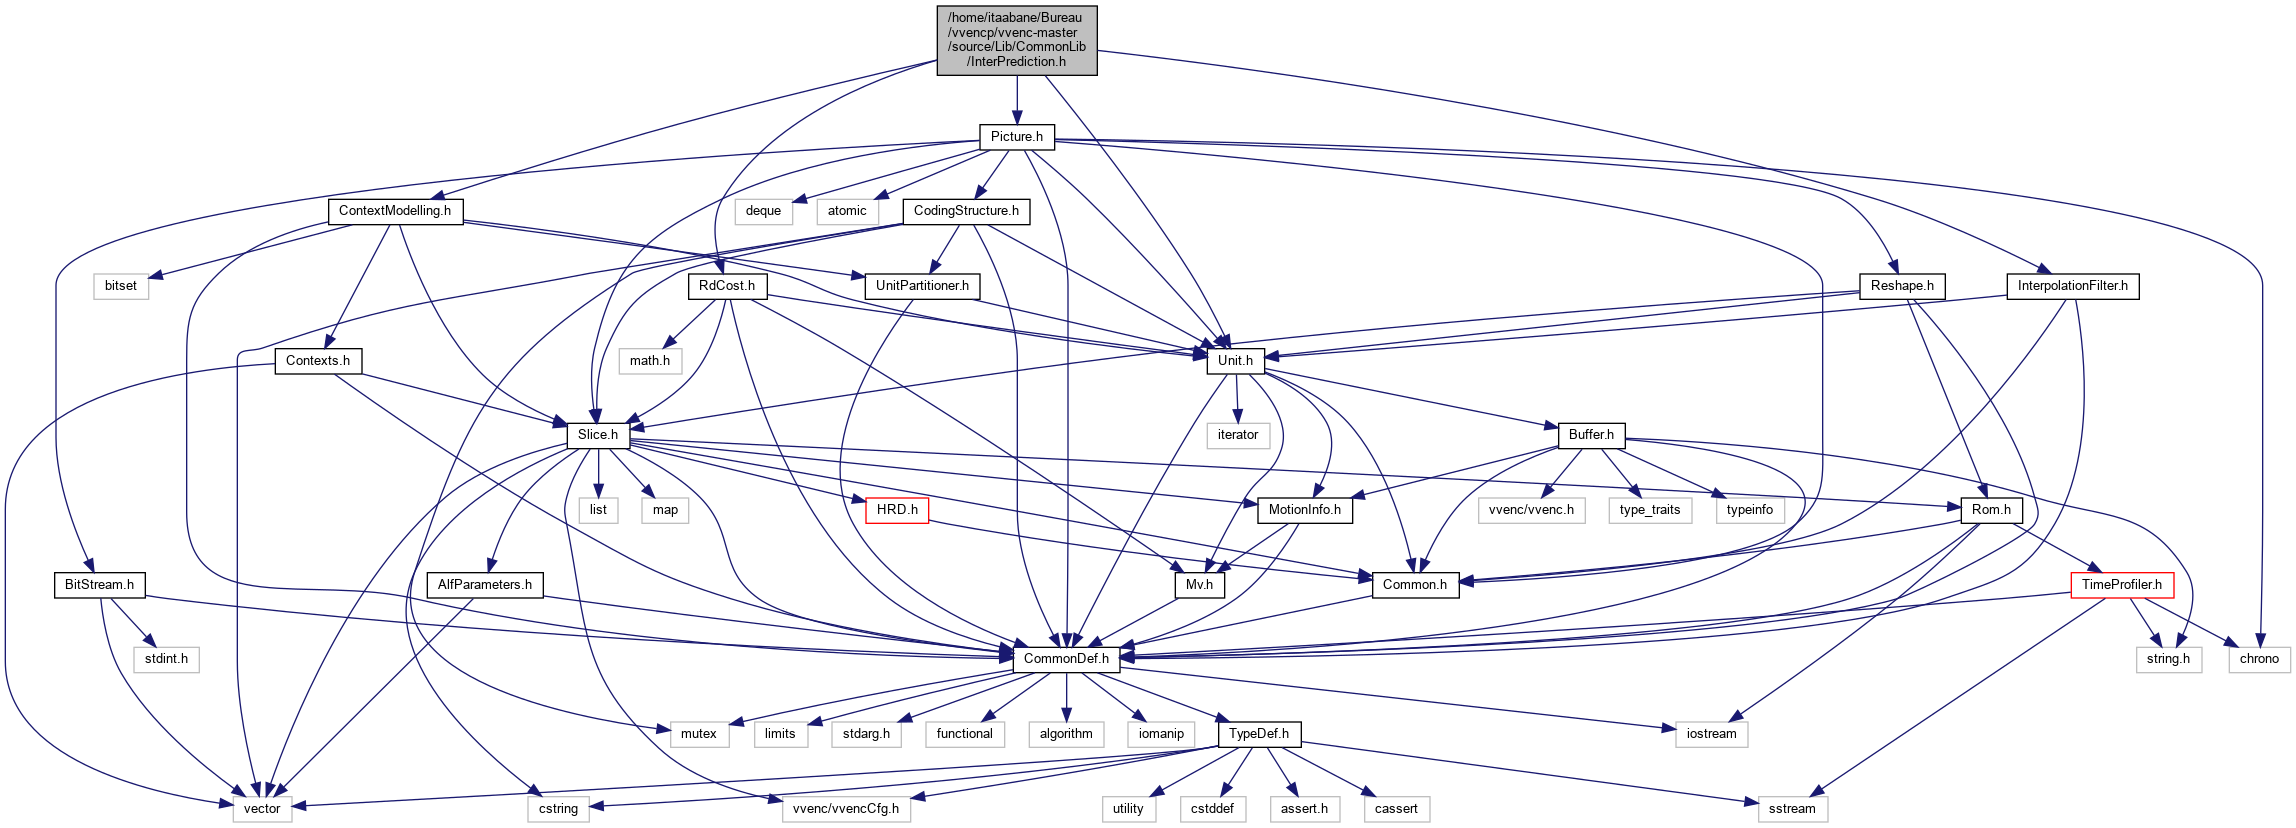 /home/itaabane/Bureau
/vvencp/vvenc-master
/source/Lib/CommonLib
/InterPrediction.h
Picture.h
ContextModelling.h
deque
atomic
CodingStructure.h
bitset
RdCost.h
UnitPartitioner.h
Reshape.h
InterpolationFilter.h
Contexts.h
math.h
Unit.h
Slice.h
iterator
Buffer.h
list
map
HRD.h
MotionInfo.h
vvenc/vvenc.h
type_traits
typeinfo
Rom.h
BitStream.h
AlfParameters.h
Mv.h
Common.h
TimeProfiler.h
stdint.h
CommonDef.h
string.h
chrono
mutex
limits
stdarg.h
functional
algorithm
iomanip
TypeDef.h
iostream
vector
cstring
vvenc/vvencCfg.h
utility
cstddef
assert.h
cassert
sstream